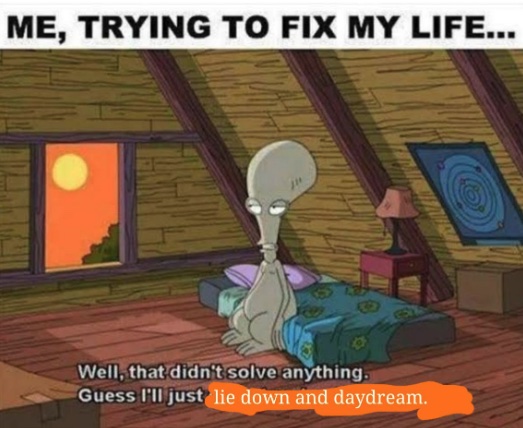 ME, TRYING TO FIX MY LIFE...
Well, that didn't solve anything.
Guess I'll just lie down and daydream.